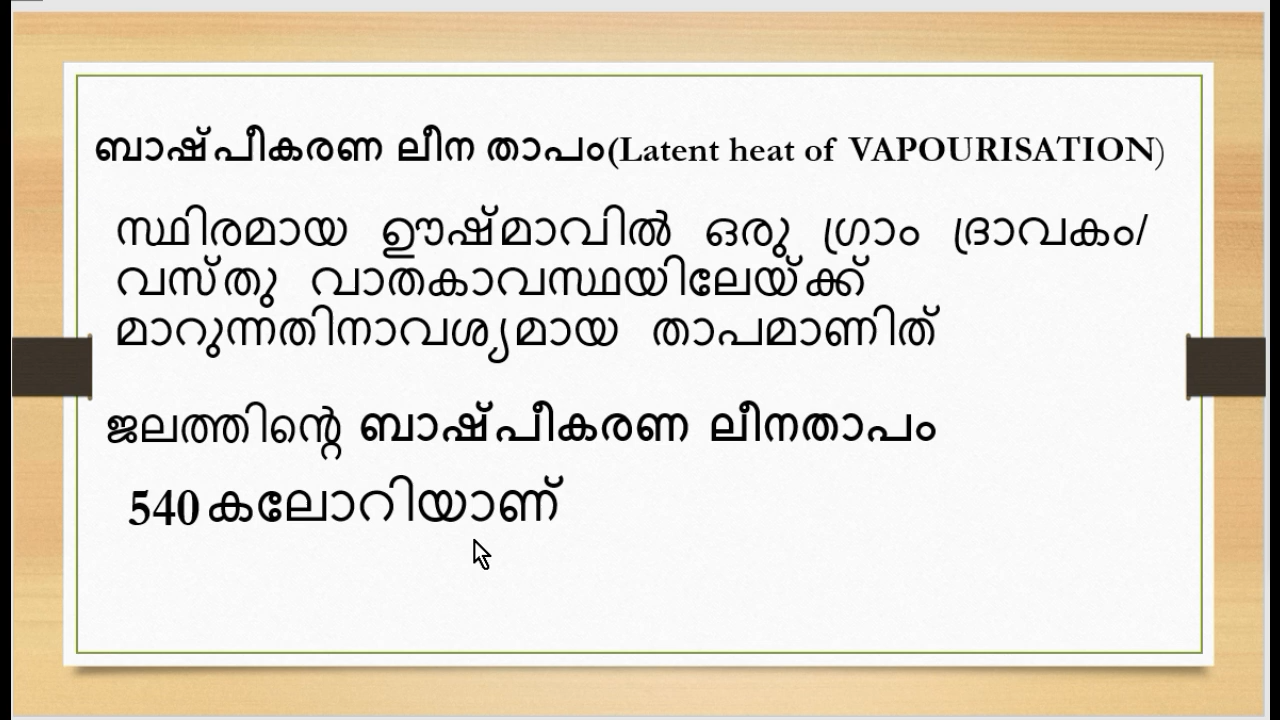 ബാഷ്പീകരണ ലീന താപം(Latent heat of VAPOURISATION)
സ്ഥിരമായ ഊഷ്മാവിൽ ഒരു ഗ്രാം ദ്രാവകം/
വസ്തു വാതകാവസ്ഥയിലേയ്ക്ക്
മാറുന്നതിനാവശ്യമായ താപമാണിത്
ജലത്തിന്റെ ബാഷ്പീകരണ ലീനതാപം
540 കലോറിയാണ്